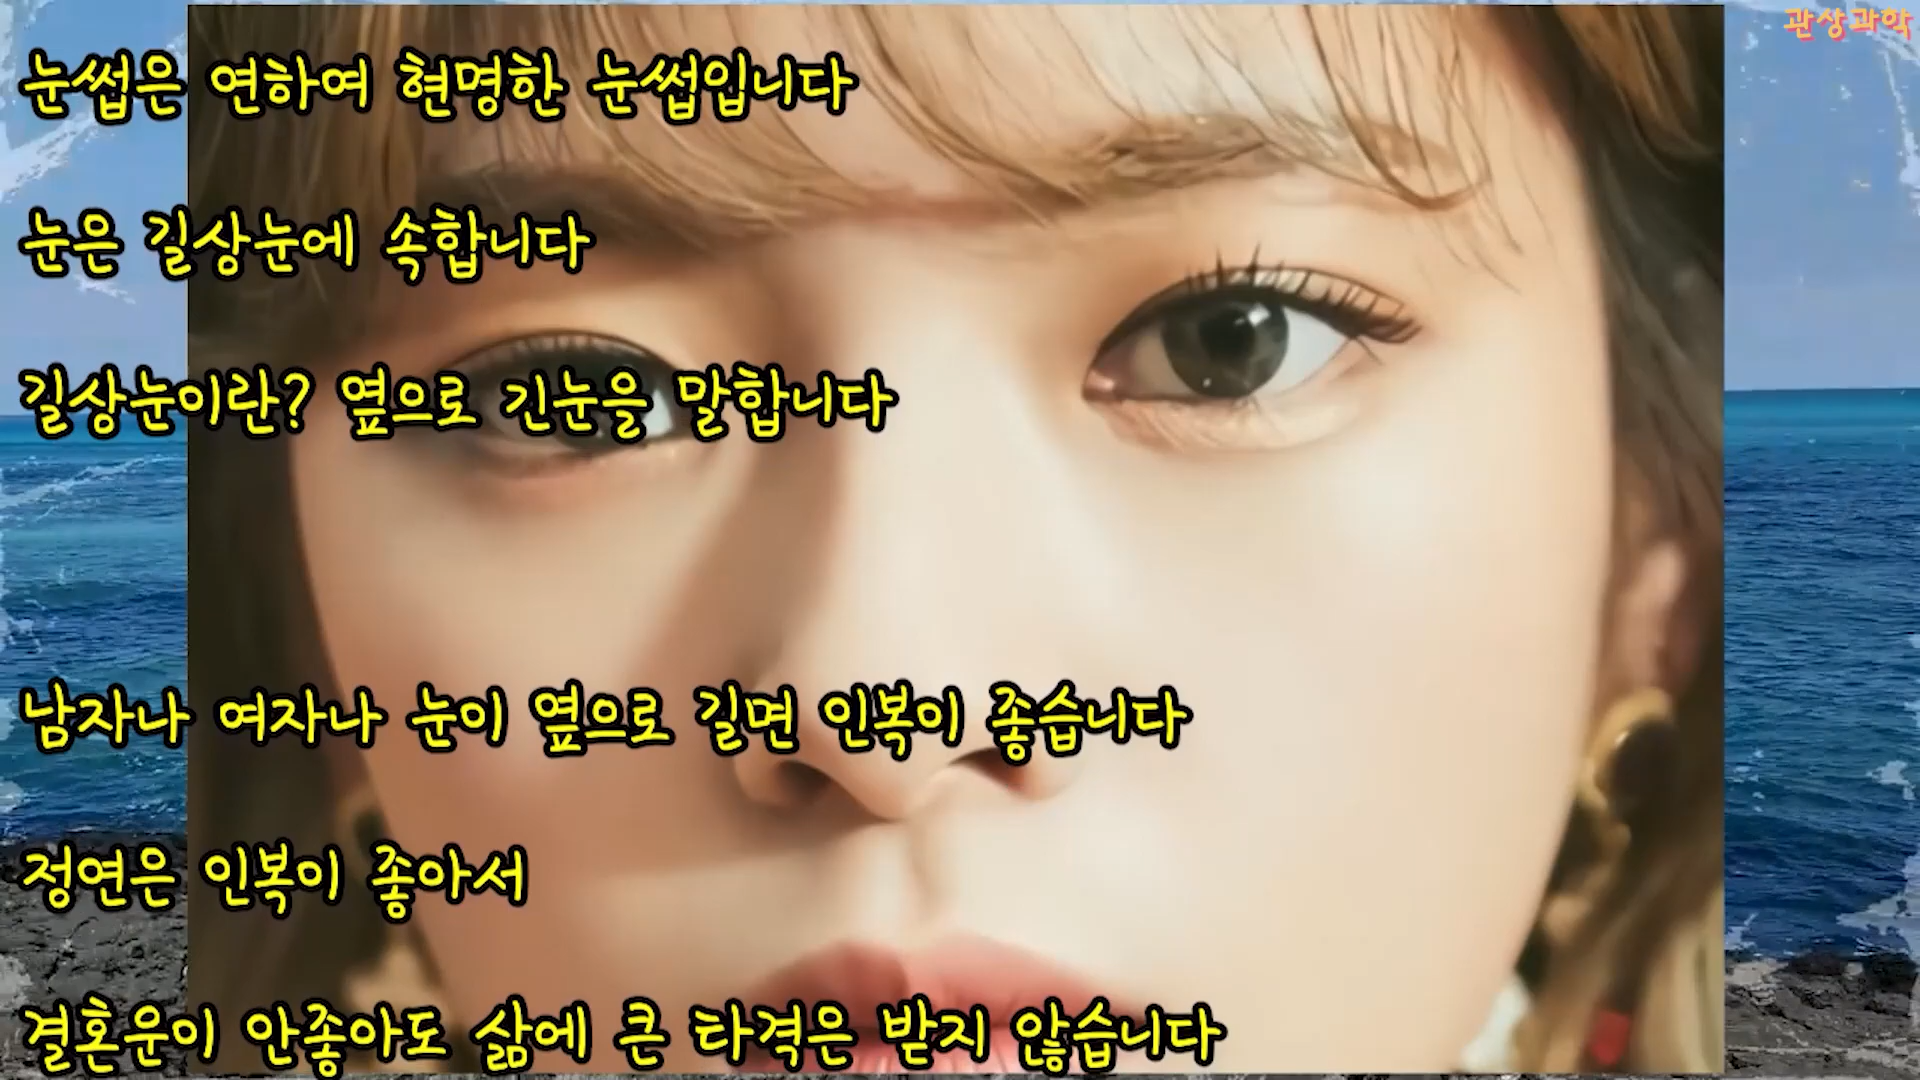 관상과학
눈썹은 연하여 현명한 눈썹입니다
눈은 길상눈에 속합니다
길상눈이란? 옆으로 긴눈을 말합니다
남자나 여자나 눈이 옆으로 길면 인복이 좋습니다
정연은 인복이 좋아서
결혼운이 안좋아도 삶에 큰 타격은 받지 않습니다